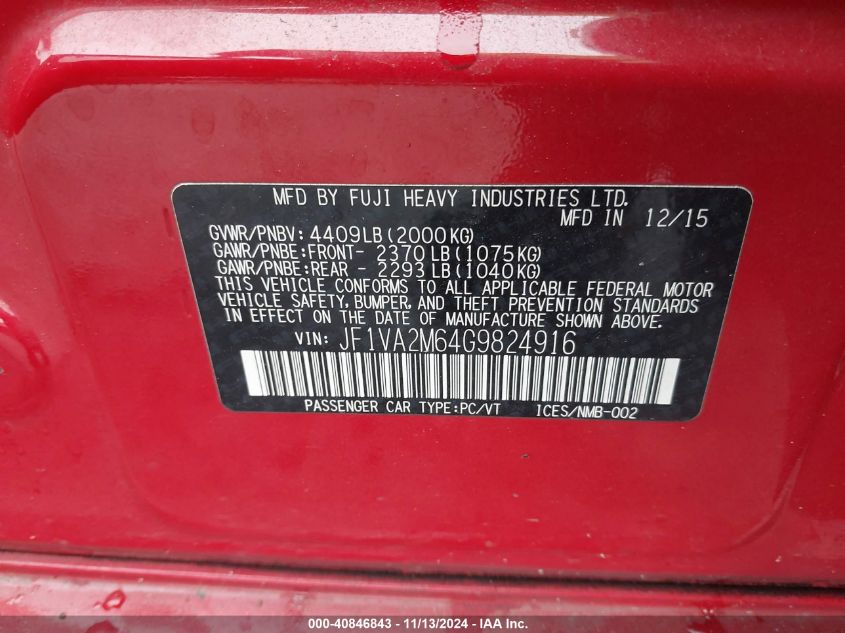 MFD BY FUJI HEAVY INDUSTRIES LTD.
MFD IN 12/15
GVWR/PNBV: 4409LB(2000KG)
GAWR/PNBE:FRONT- 2370LB(1075KG)
GAWR/PNBE:REAR - 2293LB(1040KG)
THIS VEHICLE CONFORMS TO ALL APPLICABLE FEDERAL MOTOR
VEHICLE SAFETY, BUMPER, AND THEFT PREVENTION STANDARDS
IN EFFECT ON THE DATE OF MANUFACTURE SHOWN ABOVE.
VIN: JF1VA2M64G9824916
PASSENGER CAR TYPE:PC/VT ICES/NMB-002
000-40846843 - 11/13/2024 - IAA Inc.